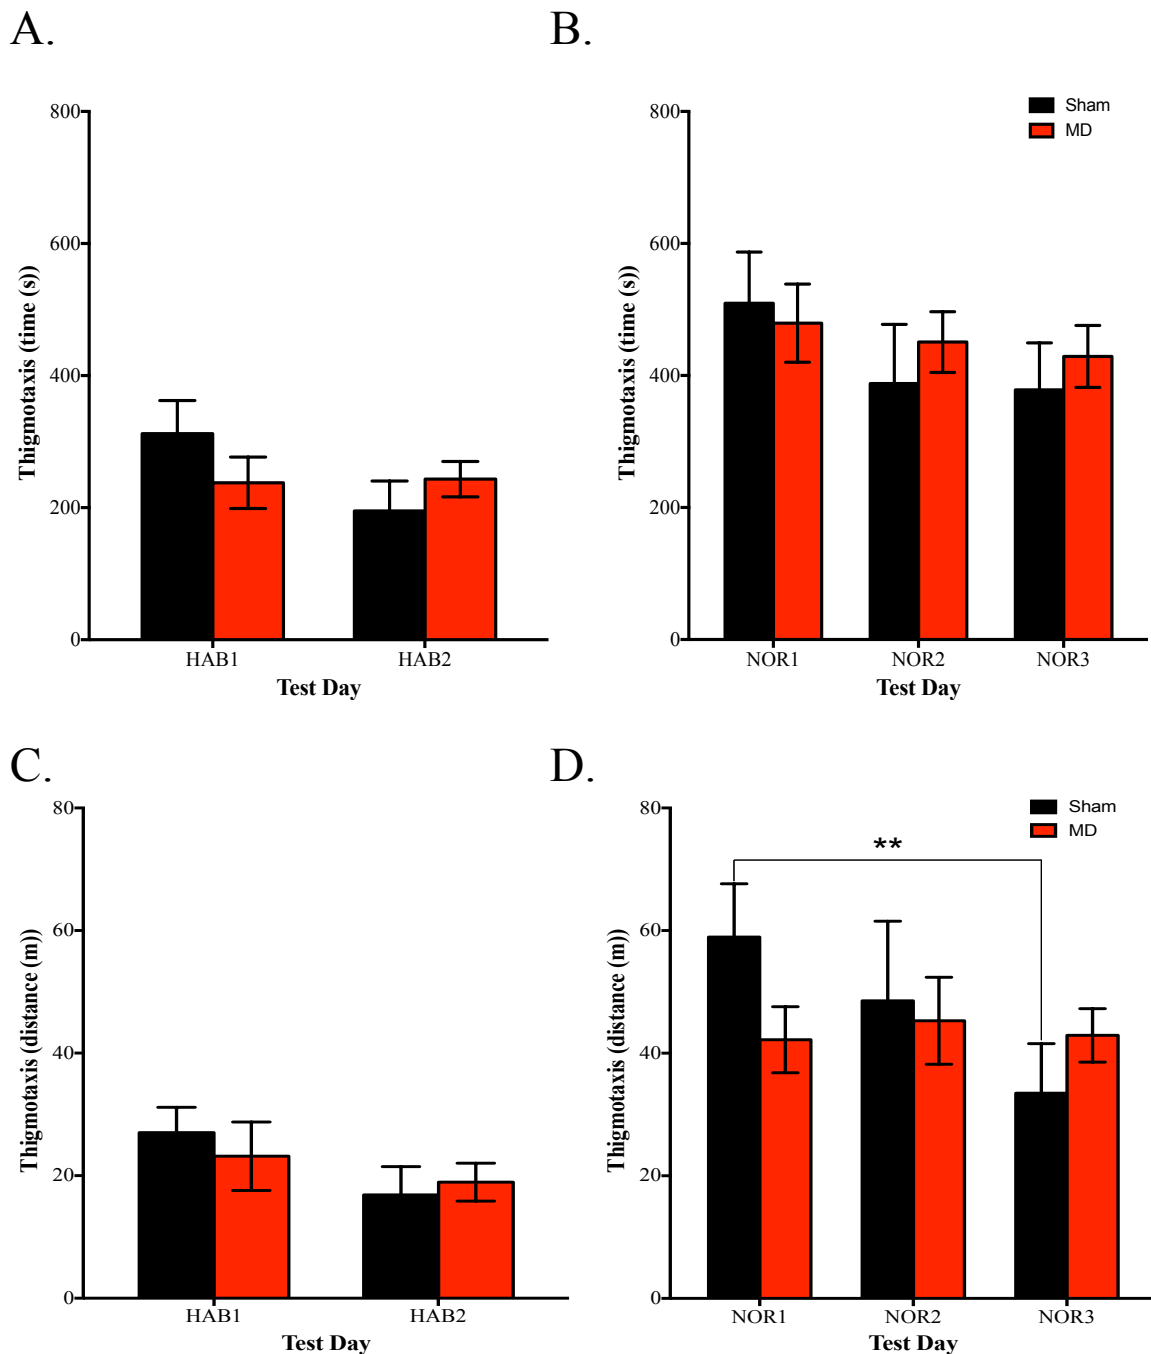 A.
Thigmotaxis (time (s))
800
600
400
200
0
HAB1 HAB2
Test Day
B.
Sham
MD
Thigmotaxis (time (s))
800
600
400
200
0
NOR1 NOR2 NOR3
Test Day
C.
Thigmotaxis (distance (m))
80
60
40
20
0
HAB1 HAB2
Test Day
D.
Sham
MD
**
Thigmotaxis (distance (m))
80
60
40
20
0
NOR1 NOR2 NOR3
Test Day